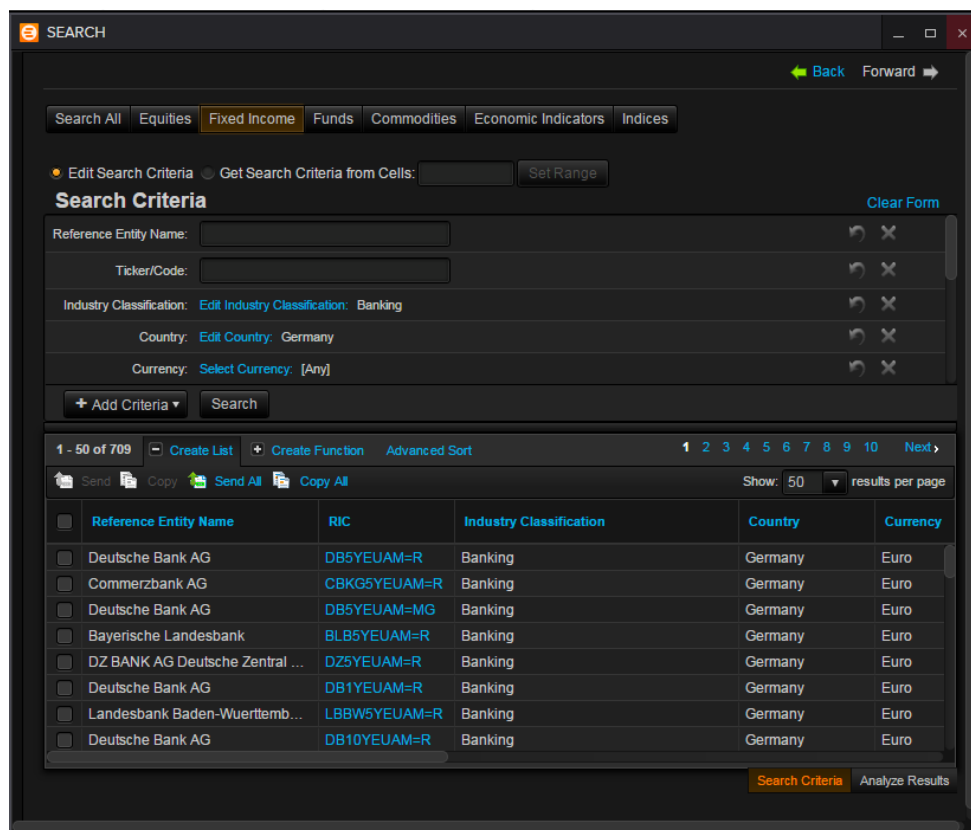 SEARCH
Back Forward
Search All Equities Fixed Income Funds Commodities Economic Indicators Indices
Edit Search Criteria Get Search Criteria from Cells: Set Range
Search Criteria Clear Form
Reference Entity Name:
Ticker/Code:
Industry Classification: Edit Industry Classification: Banking
Country: Edit Country: Germany
Currency: Select Currency: [Any]
+ Add Criteria Search
1 - 50 of 709 Create List Create Function Advanced Sort 1 2 3 4 5 6 7 8 9 10 Next
Send Copy Send All Copy All Show: 50 results per page
Reference Entity Name RIC Industry Classification Country Currency
Deutsche Bank AG DB5YEUAM=R Banking Germany Euro
Commerzbank AG CBKG5YEUAM=R Banking Germany Euro
Deutsche Bank AG DB5YEUAM=MG Banking Germany Euro
Bayerische Landesbank BLB5YEUAM=R Banking Germany Euro
DZ BANK AG Deutsche Zentral ... DZ5YEUAM=R Banking Germany Euro
Deutsche Bank AG DB1YEUAM=R Banking Germany Euro
Landesbank Baden-Wuerttemb... LBBW5YEUAM=R Banking Germany Euro
Deutsche Bank AG DB10YEUAM=R Banking Germany Euro
Search Criteria Analyze Results